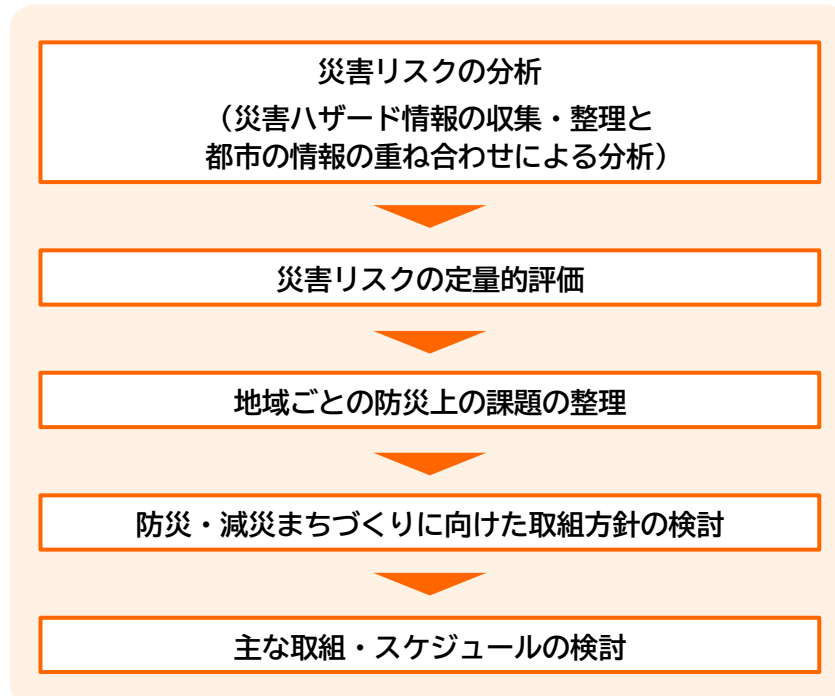 災害リスクの分析
（災害ハザード情報の収集・整理と
都市の情報の重ね合わせによる分析）
災害リスクの定量的評価
地域ごとの防災上の課題の整理
防災・減災まちづくりに向けた取組方針の検討
主な取組・スケジュールの検討